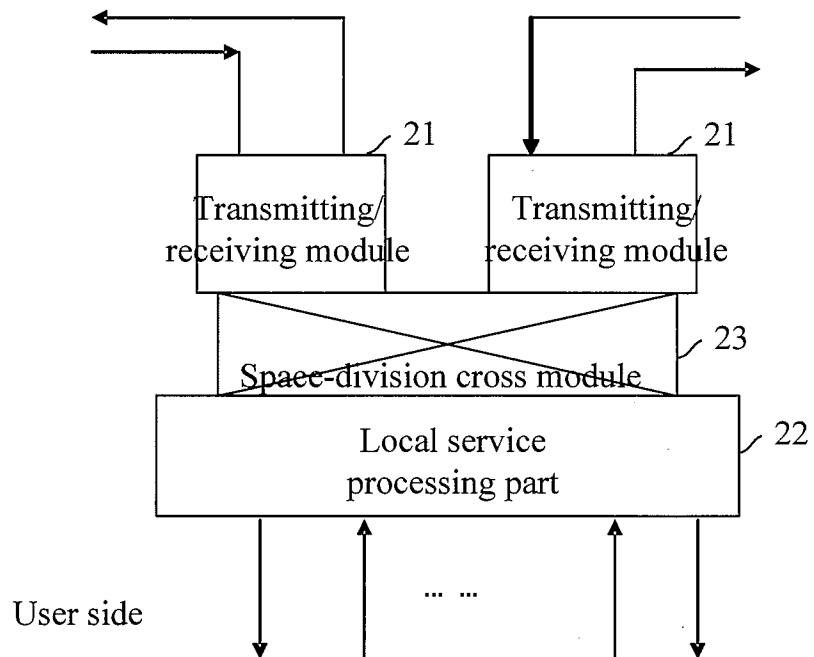 21
21
Transmitting/
receiving module
Transmitting/
receiving module
23
Space-division cross module
22
Local service
processing part
... ...
User side